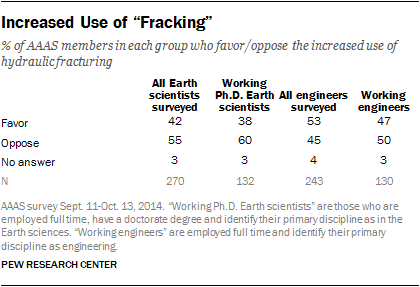 Increased Use of “Fracking”
% of AAAS members in each group who favor/oppose the increased use of
hydraulic fracturing
All Earth scientists surveyed Working Ph.D. Earth scientists All engineers surveyed Working engineers
Favor 42 38 53 47
Oppose 55 60 45 50
No answer 3 3 4 3
N 270 132 243 130
AAAS survey Sept. 11-Oct. 13, 2014. “Working Ph.D. Earth scientists” are those who are
employed full time, have a doctorate degree and identify their primary discipline as in the
Earth sciences. “Working engineers” are employed full time and identify their primary
discipline as engineering.
PEW RESEARCH CENTER